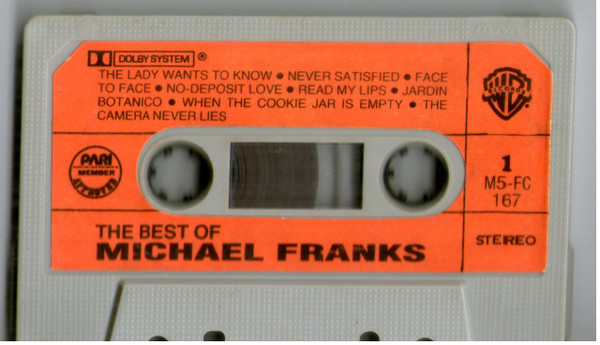 DOLBY SYSTEM ®
THE LADY WANTS TO KNOW ● NEVER SATISFIED ● FACE
TO FACE ● NO-DEPOSIT LOVE ● READ MY LIPS ● JARDIN
BOTANICO ● WHEN THE COOKIE JAR IS EMPTY ● THE
CAMERA NEVER LIES
PARI
MEMBER
1
M5-FC
167
THE BEST OF
MICHAEL FRANKS
STEREO